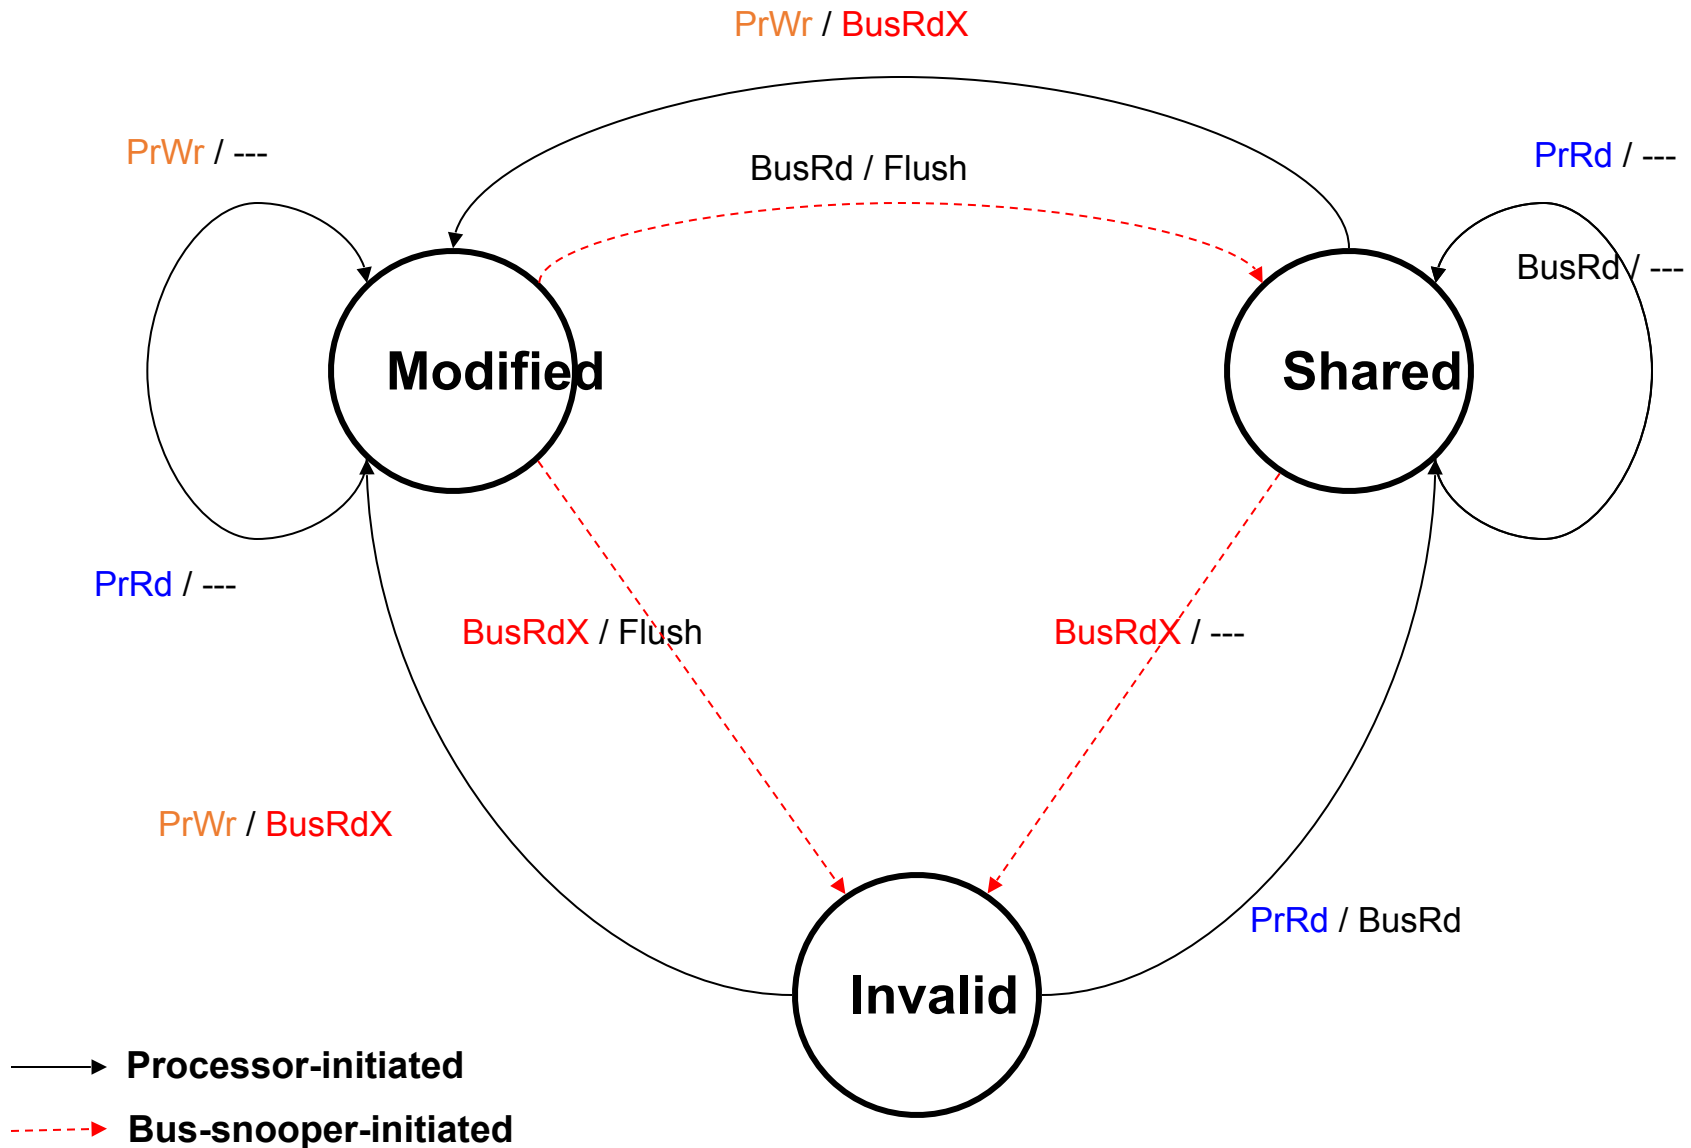 PrWr / BusRdX
PrWr / ---
BusRd / Flush
PrRd / ---
BusRd / ---
Modified
Shared
PrRd / ---
BusRdX / Flush
BusRdX / ---
PrWr / BusRdX
PrRd / BusRd
Invalid
Processor-initiated
Bus-snooper-initiated